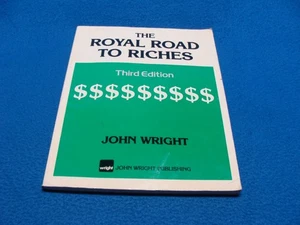 THE
ROYAL ROAD
TO RICHES
Third Edition
$$$$$$$$$
JOHN WRIGHT
wright JOHN WRIGHT PUBLISHING